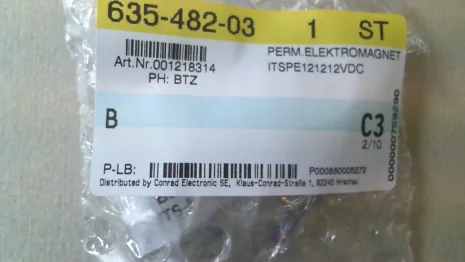 635-482-03 1 ST
PERM.ELEKTROMAGNET
ITSPE121212VDC
Art.Nr.001218314
PH: BTZ
B
C3
2/10
000000759290
P-LB: P000880005272
Distributed by Conrad Electronic SE, Klaus-Conrad-Straße 1, 92240 Hirschau.